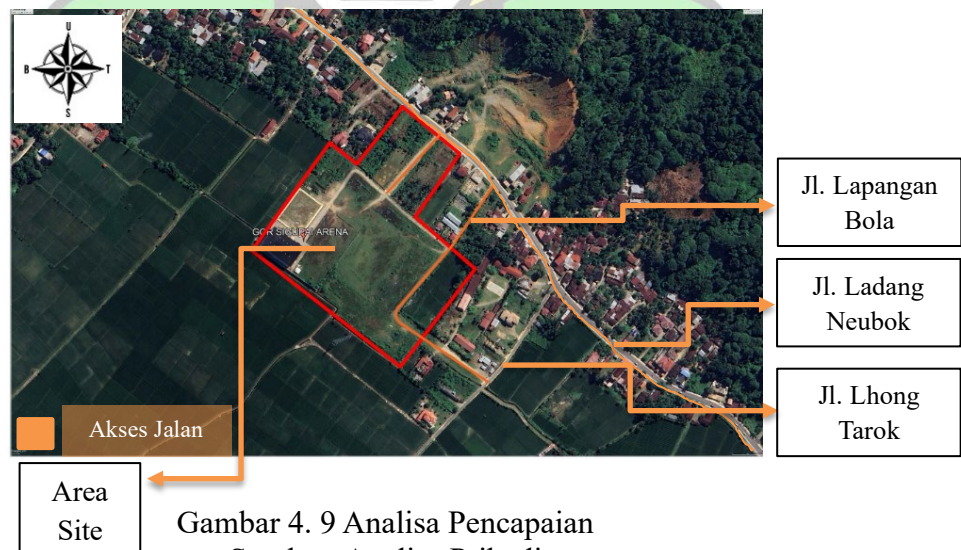 U
B T
S
GOR SIGUPAI ARENA
Jl. Lapangan
Bola
Jl. Ladang
Neubok
Jl. Lhong
Tarok
Akses Jalan
Area
Site
Gambar 4. 9 Analisa Pencapaian